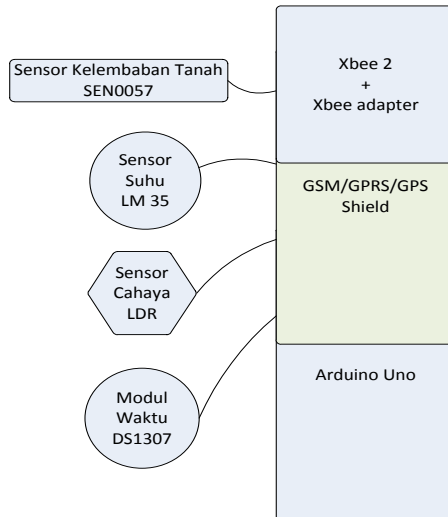 Sensor Kelembaban Tanah
SEN0057
Xbee 2
+
Xbee adapter
Sensor
Suhu
LM 35
GSM/GPRS/GPS
Shield
Sensor
Cahaya
LDR
Arduino Uno
Modul
Waktu
DS1307